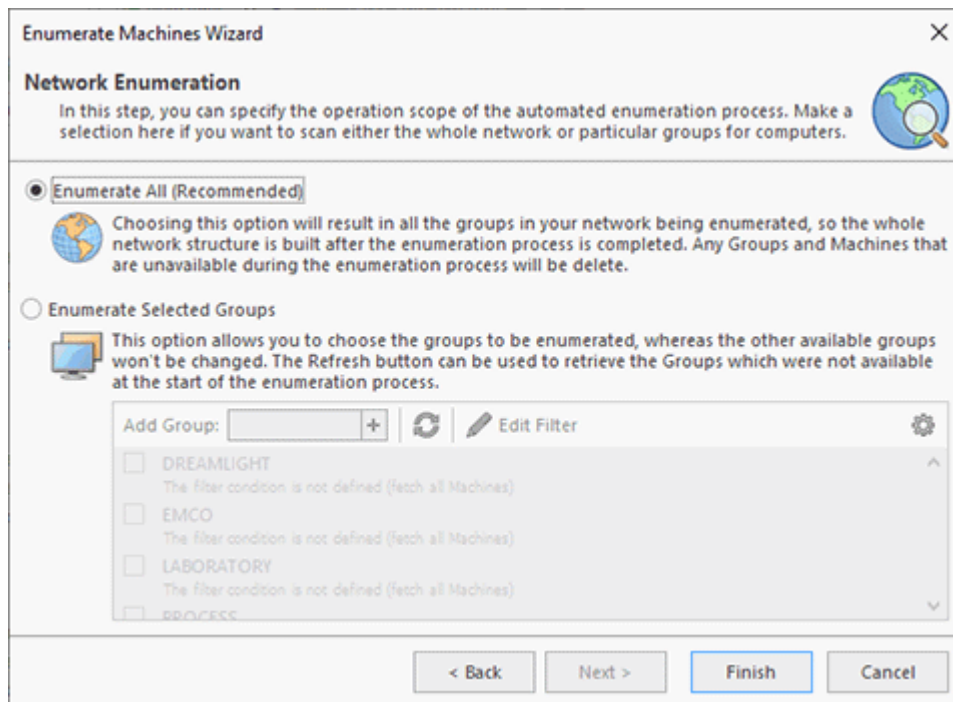 Enumerate Machines Wizard
Network Enumeration
In this step, you can specify the operation scope of the automated enumeration process. Make a
selection here if you want to scan either the whole network or particular groups for computers.
Enumerate All (Recommended)
Choosing this option will result in all the groups in your network being enumerated, so the whole
network structure is built after the enumeration process is completed. Any Groups and Machines that
are unavailable during the enumeration process will be delete.
Enumerate Selected Groups
This option allows you to choose the groups to be enumerated, whereas the other available groups
won't be changed. The Refresh button can be used to retrieve the Groups which were not available
at the start of the enumeration process.
Add Group: + Edit Filter
DREAMLIGHT
The filter condition is not defined (fetch all Machines)
EMCO
The filter condition is not defined (fetch all Machines)
LABORATORY
The filter condition is not defined (fetch all Machines)
PROCESS
< Back Next > Finish Cancel